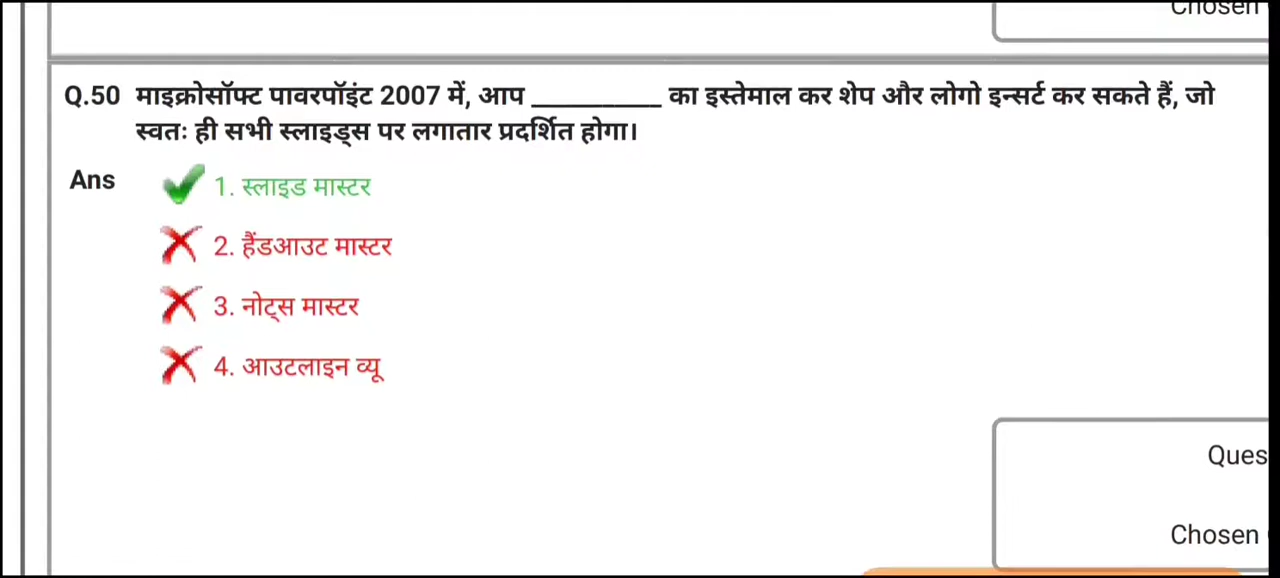 Chosen
Q.50 माइक्रोसॉफ्ट पावरपॉइंट 2007 में, आप __________ का इस्तेमाल कर शेप और लोगो इन्सर्ट कर सकते हैं, जो
स्वतः ही सभी स्लाइड्स पर लगातार प्रदर्शित होगा।
Ans 1. स्लाइड मास्टर
2. हैंडआउट मास्टर
3. नोट्स मास्टर
4. आउटलाइन व्यू
Ques
Chosen